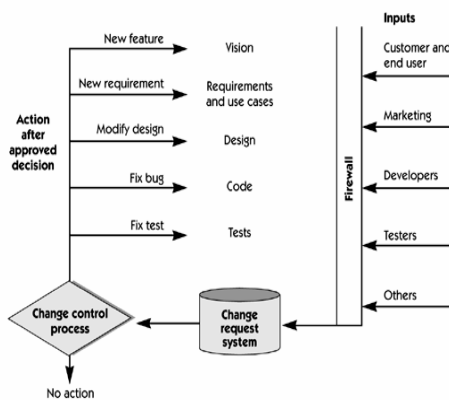 Inputs
New feature
Vision
Customer and
end user
New requirement
Requirements
and use cases
Action
after
approved
decision
Marketing
Modify design
Design
Firewall
Fix bug
Code
Developers
Fix test
Tests
Testers
Others
Change control
process
Change
request
system
No action